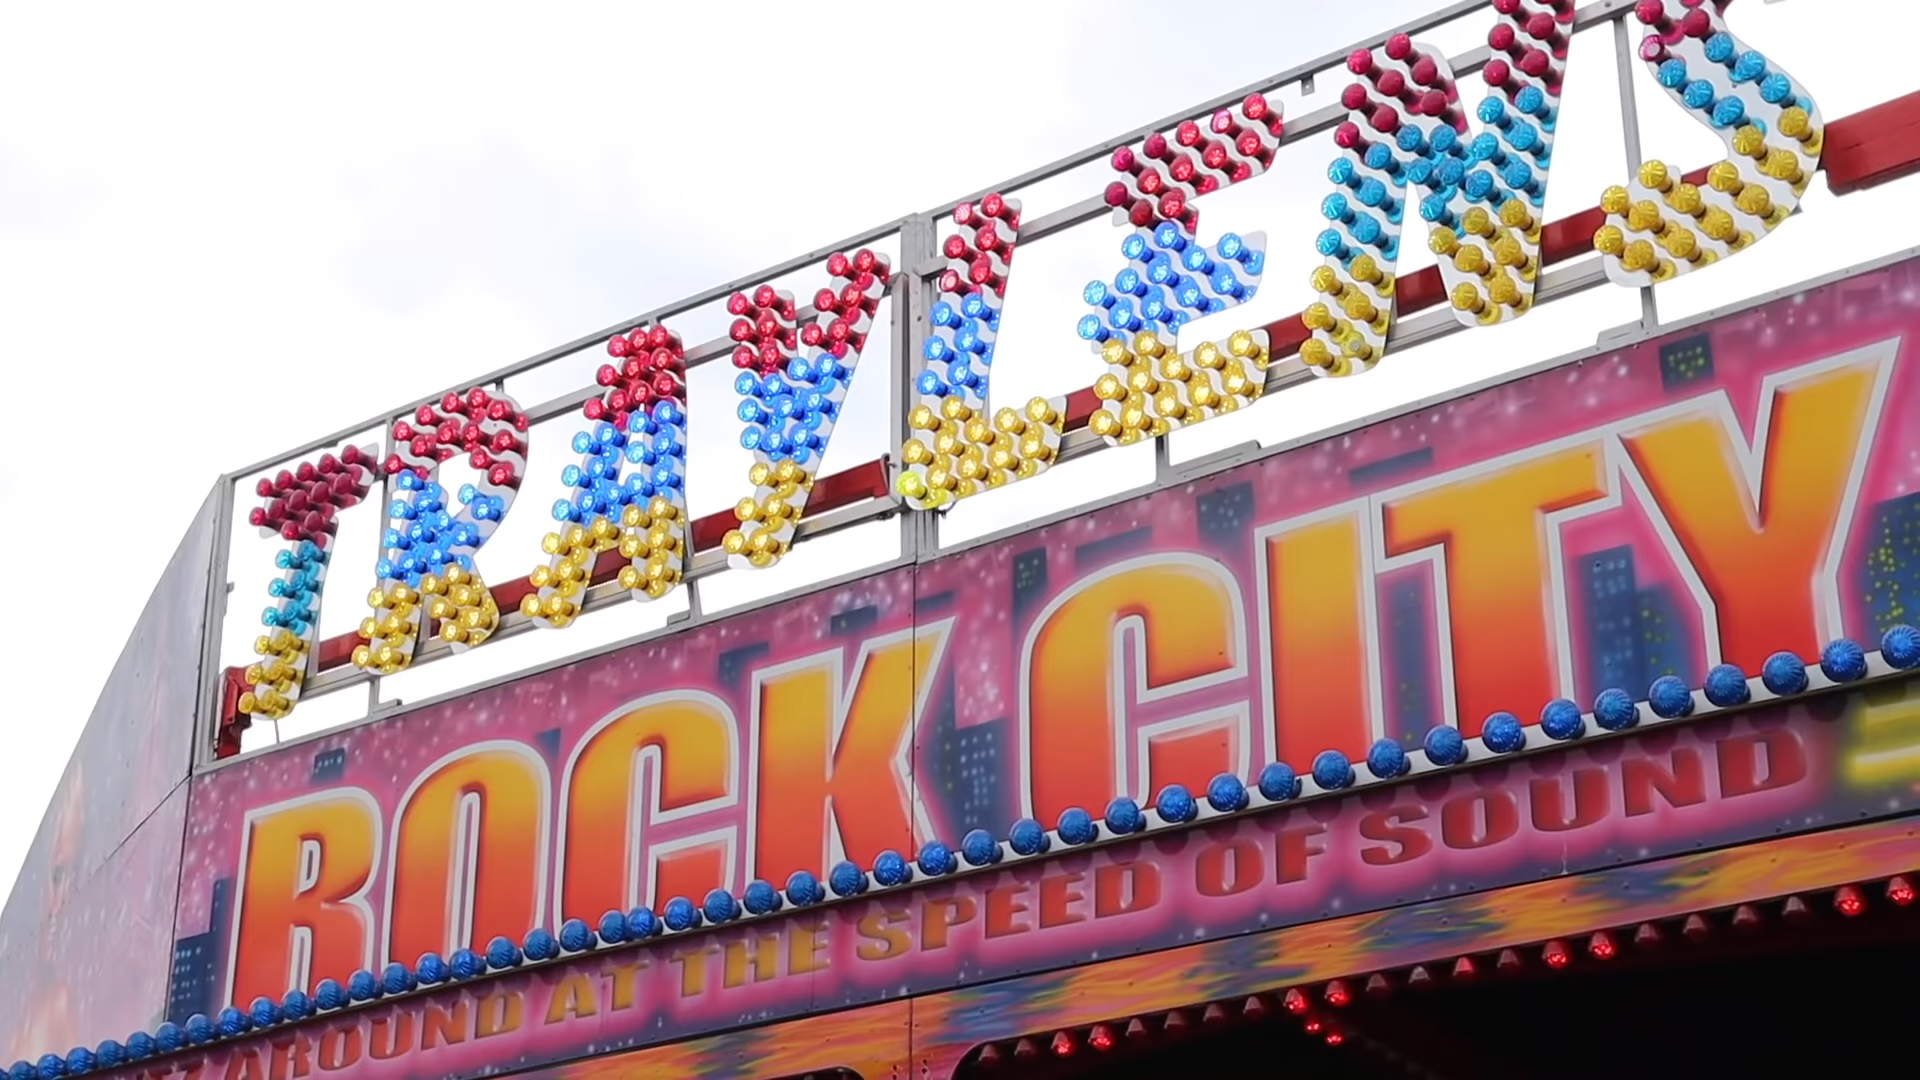 TRAYLENS
ROCK CITY
AROUND AT THE SPEED OF SOUND